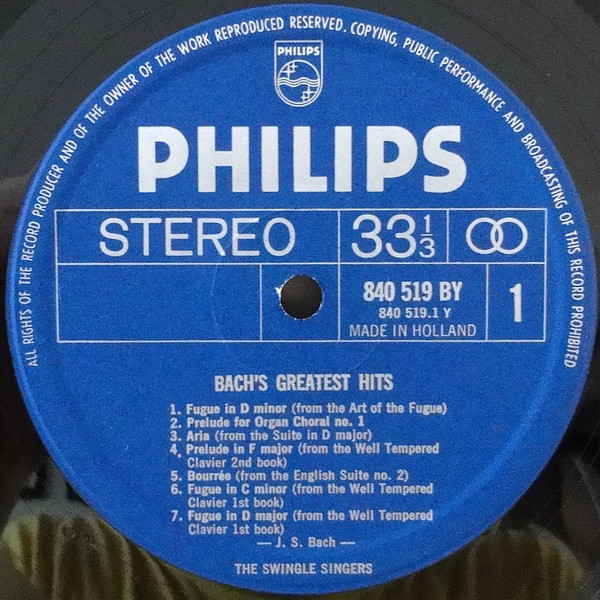 ALL RIGHTS OF THE RECORD PRODUCER AND OF THE OWNER OF THE WORK REPRODUCED RESERVED. COPYING, PUBLIC PERFORMANCE AND BROADCASTING OF THIS RECORD PROHIBITED
PHILIPS
PHILIPS
STEREO 33 1/3
840 519 BY 1
840 519.1 Y
MADE IN HOLLAND
BACH'S GREATEST HITS
1. Fugue in D minor (from the Art of the Fugue)
2. Prelude for Organ Choral no. 1
3. Aria (from the Suite in D major)
4. Prelude in F major (from the Well Tempered
Clavier 2nd book)
5. Bourrée (from the English Suite no. 2)
6. Fugue in C minor (from the Well Tempered
Clavier 1st book)
7. Fugue in D major (from the Well Tempered
Clavier 1st book)
— J. S. Bach —
THE SWINGLE SINGERS